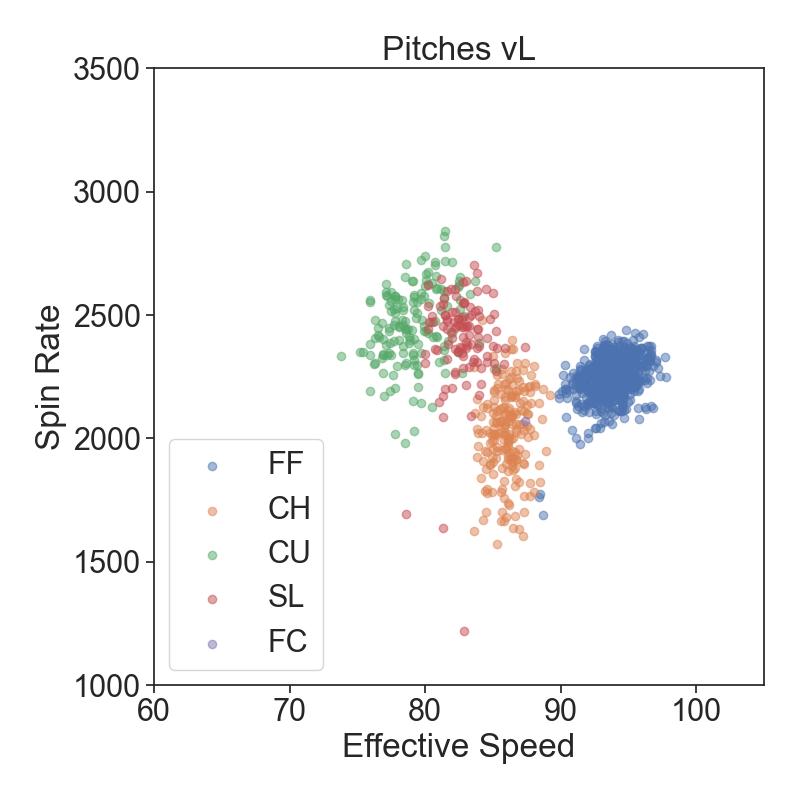 Pitches vL
3500
3000
2500
2000
1500
1000
Spin Rate
FF
CH
CU
SL
FC
60 70 80 90 100
Effective Speed